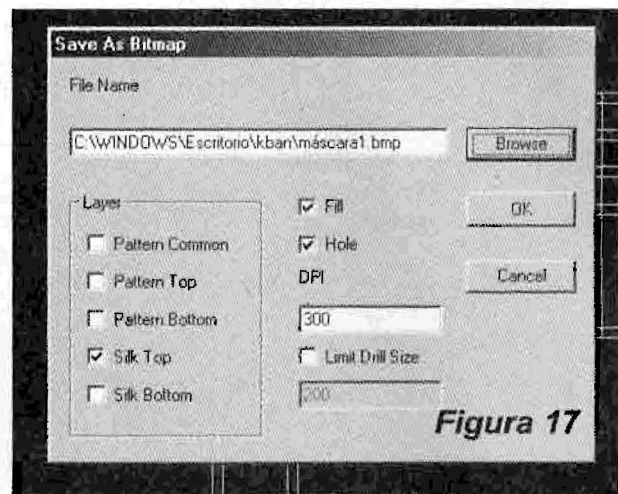 Save As Bitmap
File Name
C:\WINDOWS\Escritorio\kban\máscara1.bmp
Browse
Layer
Pattern Common
Pattern Top
Pattern Bottom
Silk Top
Silk Bottom
Fill
Hole
DPI
300
Limit Drill Size
200
OK
Cancel
Figura 17